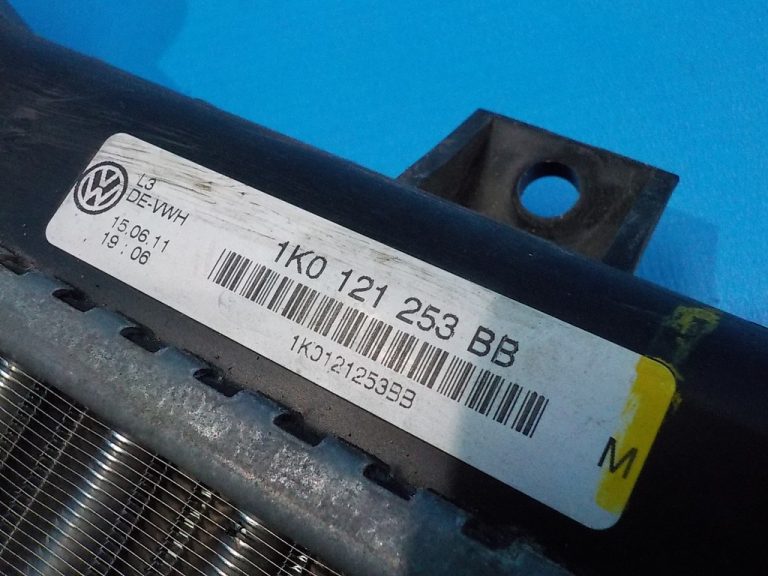 L3
DE-VWH
15.06.11
19:06
1K0 121 253 BB
1K0121253BB
M